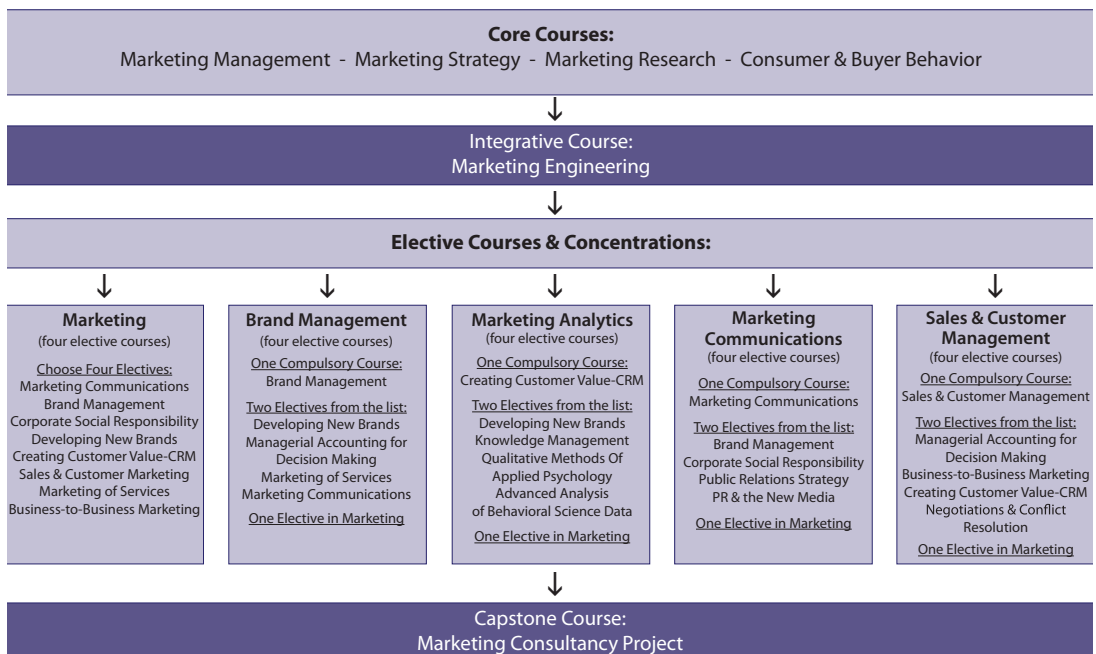 Core Courses:
Marketing Management - Marketing Strategy - Marketing Research - Consumer & Buyer Behavior
Integrative Course:
Marketing Engineering
Elective Courses & Concentrations:
Marketing
(four elective courses)
Choose Four Electives:
Marketing Communications
Brand Management
Corporate Social Responsibility
Developing New Brands
Creating Customer Value-CRM
Sales & Customer Marketing
Marketing of Services
Business-to-Business Marketing
Brand Management
(four elective courses)
One Compulsory Course:
Brand Management
Two Electives from the list:
Developing New Brands
Managerial Accounting for
Decision Making
Marketing of Services
Marketing Communications
One Elective in Marketing
Marketing Analytics
(four elective courses)
One Compulsory Course:
Creating Customer Value-CRM
Two Electives from the list:
Developing New Brands
Knowledge Management
Qualitative Methods Of
Applied Psychology
Advanced Analysis
of Behavioral Science Data
One Elective in Marketing
Marketing
Communications
(four elective courses)
One Compulsory Course:
Marketing Communications
Two Electives from the list:
Brand Management
Corporate Social Responsibility
Public Relations Strategy
PR & the New Media
One Elective in Marketing
Sales & Customer
Management
(four elective courses)
One Compulsory Course:
Sales & Customer Management
Two Electives from the list:
Managerial Accounting for
Decision Making
Business-to-Business Marketing
Creating Customer Value-CRM
Negotiations & Conflict
Resolution
One Elective in Marketing
Capstone Course:
Marketing Consultancy Project